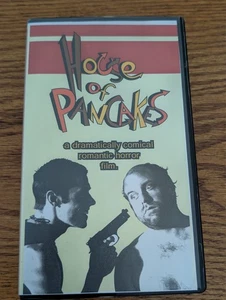 House
of
PANCAKES
a dramatically comical
romantic horror
film.